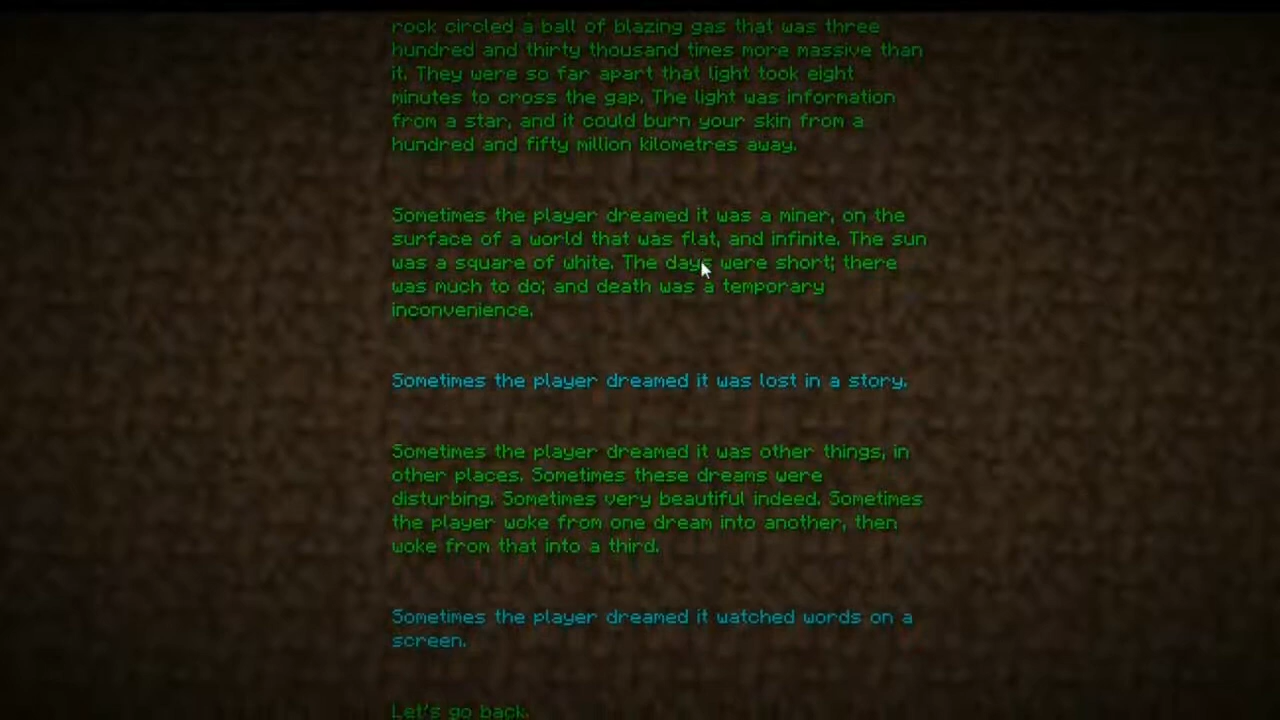 rock circled a ball of blazing gas that was three
hundred and thirty thousand times more massive than
it. They were so far apart that light took eight
minutes to cross the gap. The light was information
from a star, and it could burn your skin from a
hundred and fifty million kilometres away.
Sometimes the player dreamed it was a miner, on the
surface of a world that was flat, and infinite. The sun
was a square of white. The days were short; there
was much to do; and death was a temporary
inconvenience.
Sometimes the player dreamed it was lost in a story.
Sometimes the player dreamed it was other things, in
other places. Sometimes these dreams were
disturbing. Sometimes very beautiful indeed. Sometimes
the player woke from one dream into another, then
woke from that into a third.
Sometimes the player dreamed it watched words on a
screen.
Let's go back.